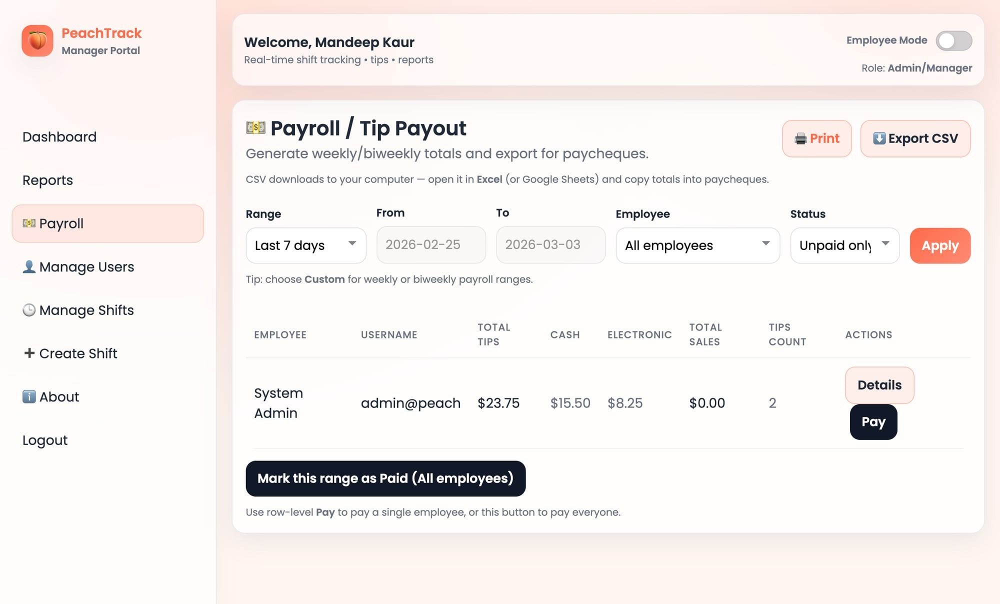 PeachTrack
Manager Portal
Dashboard
Reports
Payroll
Manage Users
Manage Shifts
Create Shift
About
Logout
Welcome, Mandeep Kaur
Real-time shift tracking • tips • reports
Employee Mode
Role: Admin/Manager
Payroll / Tip Payout
Generate weekly/biweekly totals and export for paycheques.
CSV downloads to your computer — open it in Excel (or Google Sheets) and copy totals into paycheques.
Print
Export CSV
Range
From
To
Employee
Status
Last 7 days
2026-02-25
2026-03-03
All employees
Unpaid only
Apply
Tip: choose Custom for weekly or biweekly payroll ranges.
EMPLOYEE
USERNAME
TOTAL
TIPS
CASH
ELECTRONIC
TOTAL
SALES
TIPS
COUNT
ACTIONS
System
Admin
admin@peach
$23.75
$15.50
$8.25
$0.00
2
Details
Pay
Mark this range as Paid (All employees)
Use row-level Pay to pay a single employee, or this button to pay everyone.